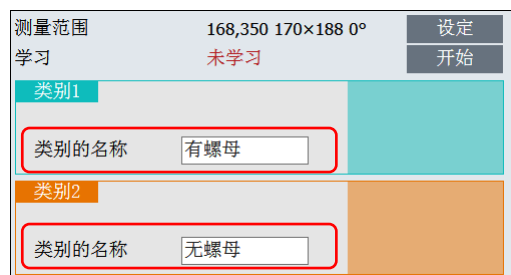 测量范围 168,350 170×188 0° 设定
学习 未学习 开始
类别1
类别的名称 有螺母
类别2
类别的名称 无螺母